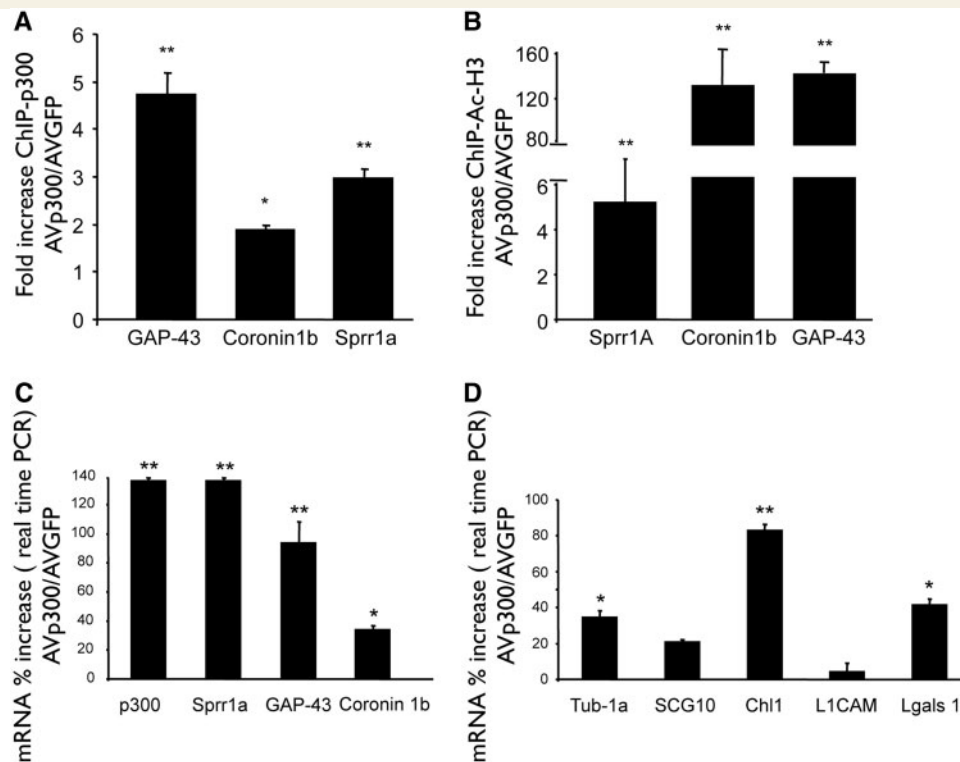 A
Fold increase ChIP-p300
AVp300/AVGFP
6
5
4
3
2
1
0
**
*
**
GAP-43 Coronin1b Sprr1a
B
Fold increase ChIP-Ac-H3
AVp300/AVGFP
160
120
80
6
4
2
0
**
**
**
Sprr1A Coronin1b GAP-43
C
mRNA % increase ( real time PCR)
AVp300/AVGFP
140
120
100
80
60
40
20
0
**
**
**
*
p300 Sprr1a GAP-43 Coronin 1b
D
mRNA % increase ( real time PCR)
AVp300/AVGFP
100
80
60
40
20
0
*
**
*
Tub-1a SCG10 Chl1 L1CAM Lgals 1